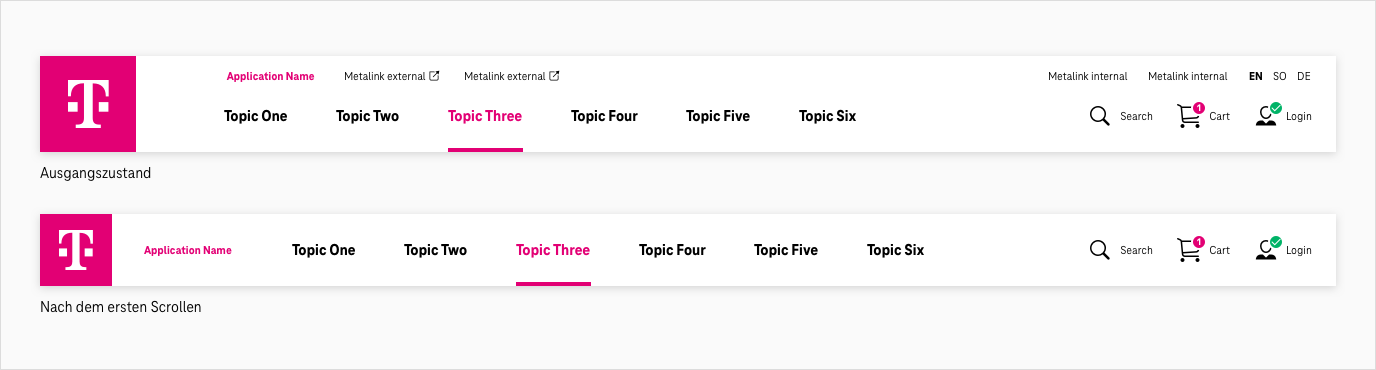 T Application Name Metalink external Metalink external Metalink internal Metalink internal EN SO DE
Topic One Topic Two Topic Three Topic Four Topic Five Topic Six Search 1 Cart Login
Ausgangszustand
T Application Name Topic One Topic Two Topic Three Topic Four Topic Five Topic Six Search 1 Cart Login
Nach dem ersten Scrollen